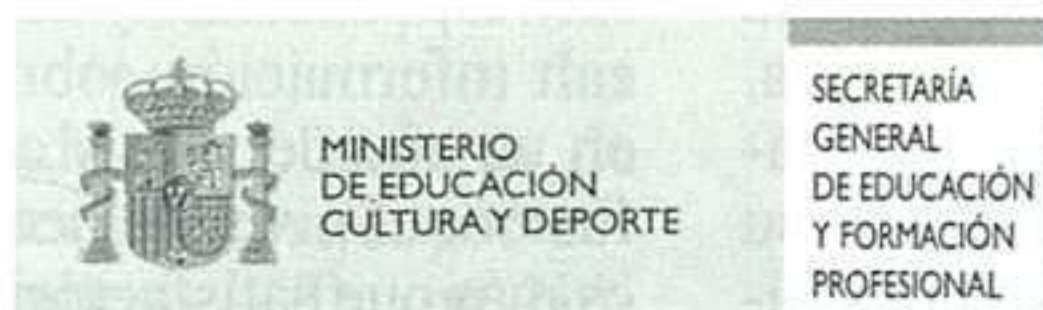 MINISTERIO
DE EDUCACIÓN
CULTURA Y DEPORTE
SECRETARÍA
GENERAL
DE EDUCACIÓN
Y FORMACIÓN
PROFESIONAL